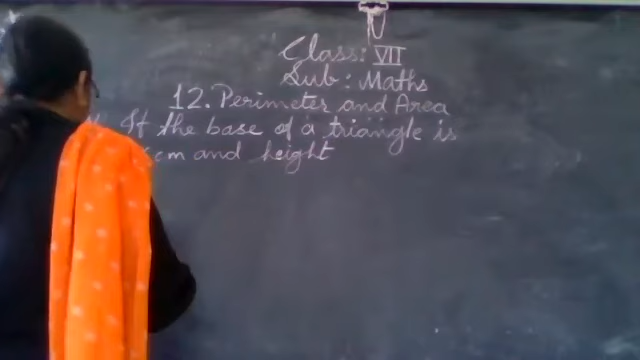 Class: VII
Sub: Maths
12. Perimeter and Area
If the base of a triangle is
cm and height